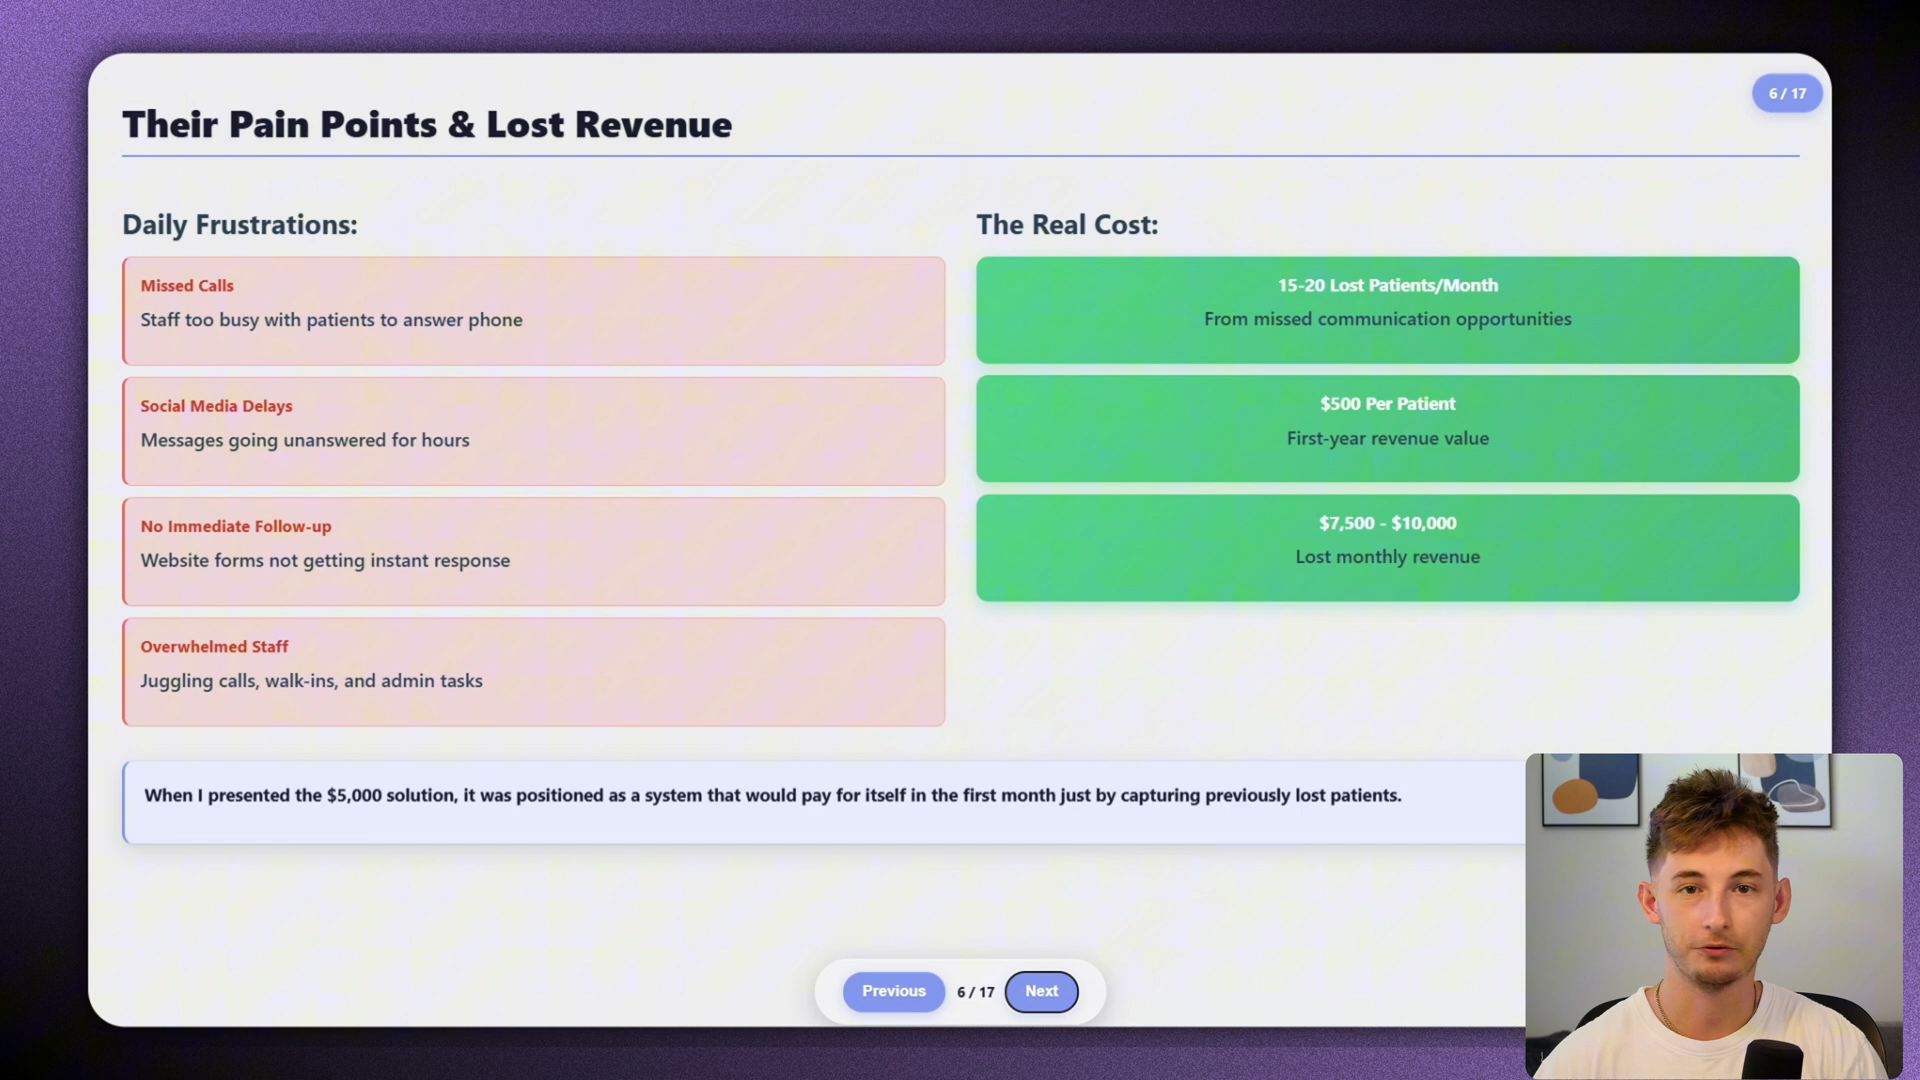 6 / 17
Their Pain Points & Lost Revenue
Daily Frustrations:
Missed Calls
Staff too busy with patients to answer phone
Social Media Delays
Messages going unanswered for hours
No Immediate Follow-up
Website forms not getting instant response
Overwhelmed Staff
Juggling calls, walk-ins, and admin tasks
The Real Cost:
15-20 Lost Patients/Month
From missed communication opportunities
$500 Per Patient
First-year revenue value
$7,500 - $10,000
Lost monthly revenue
When I presented the $5,000 solution, it was positioned as a system that would pay for itself in the first month just by capturing previously lost patients.
Previous 6 / 17 Next